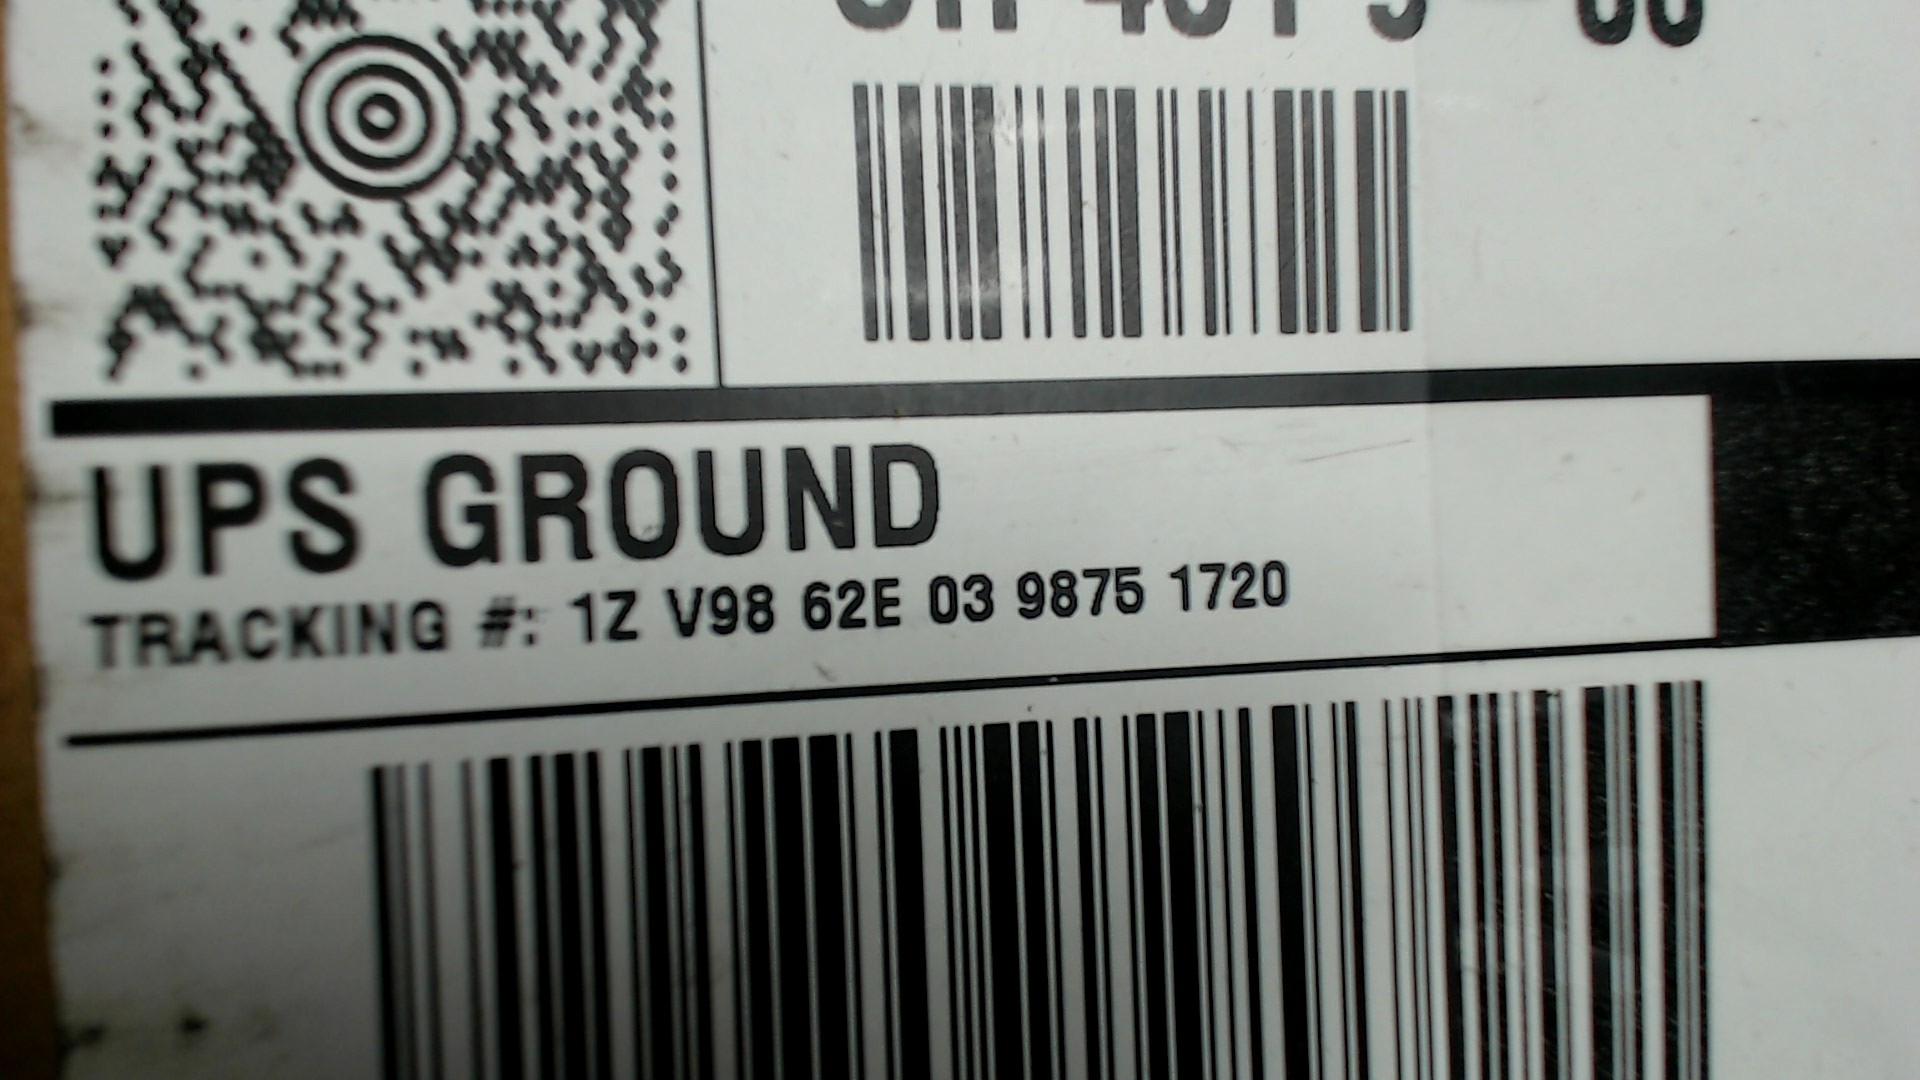 UPS GROUND
TRACKING #: 1Z V98 62E 03 9875 1720